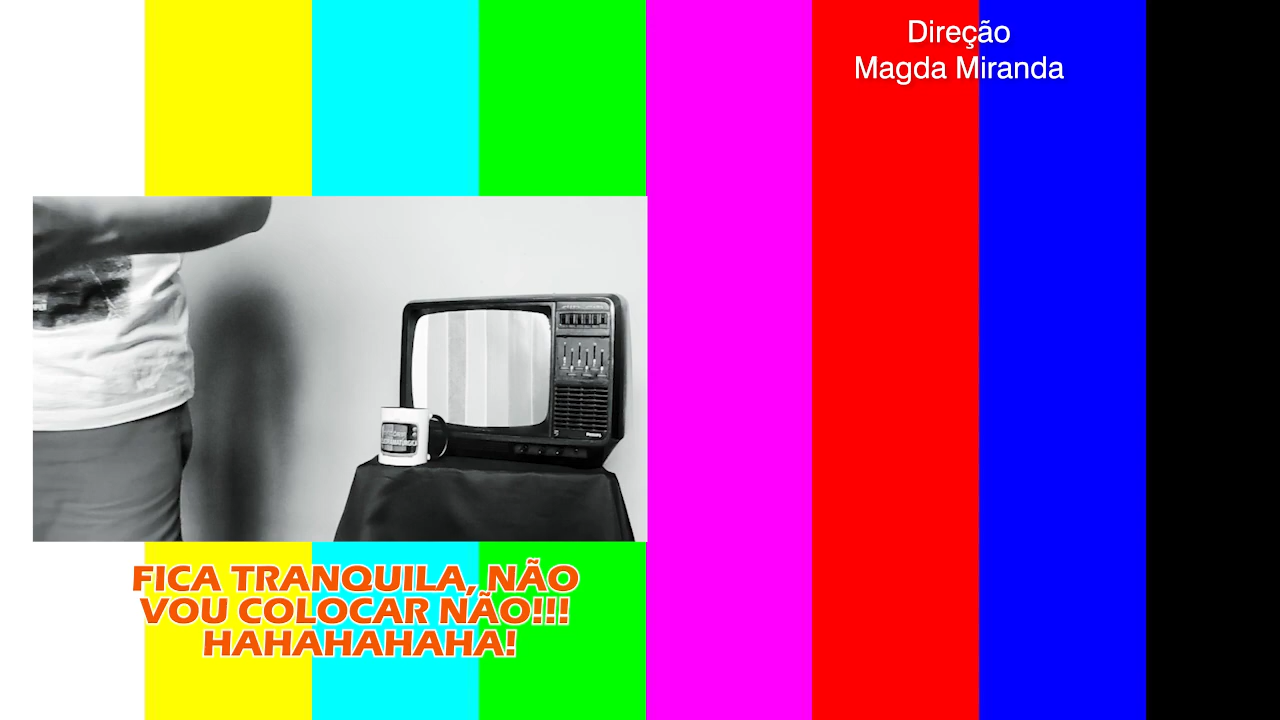 Direção
Magda Miranda
FICA TRANQUILA, NÃO
VOU COLOCAR NÃO!!!
HAHAHAHAHA!